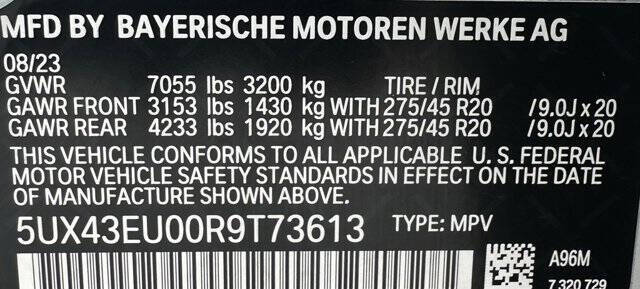 MFD BY BAYERISCHE MOTOREN WERKE AG
08/23
GVWR 7055 lbs 3200 kg TIRE / RIM
GAWR FRONT 3153 lbs 1430 kg WITH 275/45 R20 /9.0J x 20
GAWR REAR 4233 lbs 1920 kg WITH 275/45 R20 /9.0J x 20
THIS VEHICLE CONFORMS TO ALL APPLICABLE U. S. FEDERAL
MOTOR VEHICLE SAFETY STANDARDS IN EFFECT ON THE DATE
OF MANUFACTURE SHOWN ABOVE.
5UX43EU00R9T73613 TYPE: MPV
A96M
7 320 729